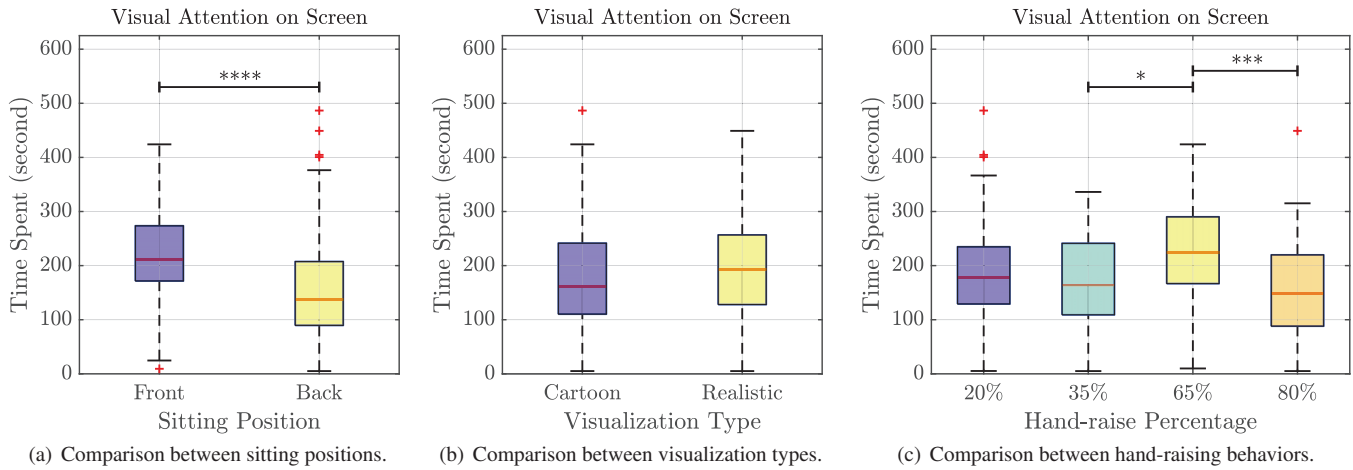 Visual Attention on Screen
600
500
400
300
200
100
0
Time Spent (second)
****
Front Back
Sitting Position
(a) Comparison between sitting positions.
Visual Attention on Screen
600
500
400
300
200
100
0
Time Spent (second)
Cartoon Realistic
Visualization Type
(b) Comparison between visualization types.
Visual Attention on Screen
600
500
400
300
200
100
0
Time Spent (second)
* ***
20% 35% 65% 80%
Hand-raise Percentage
(c) Comparison between hand-raising behaviors.